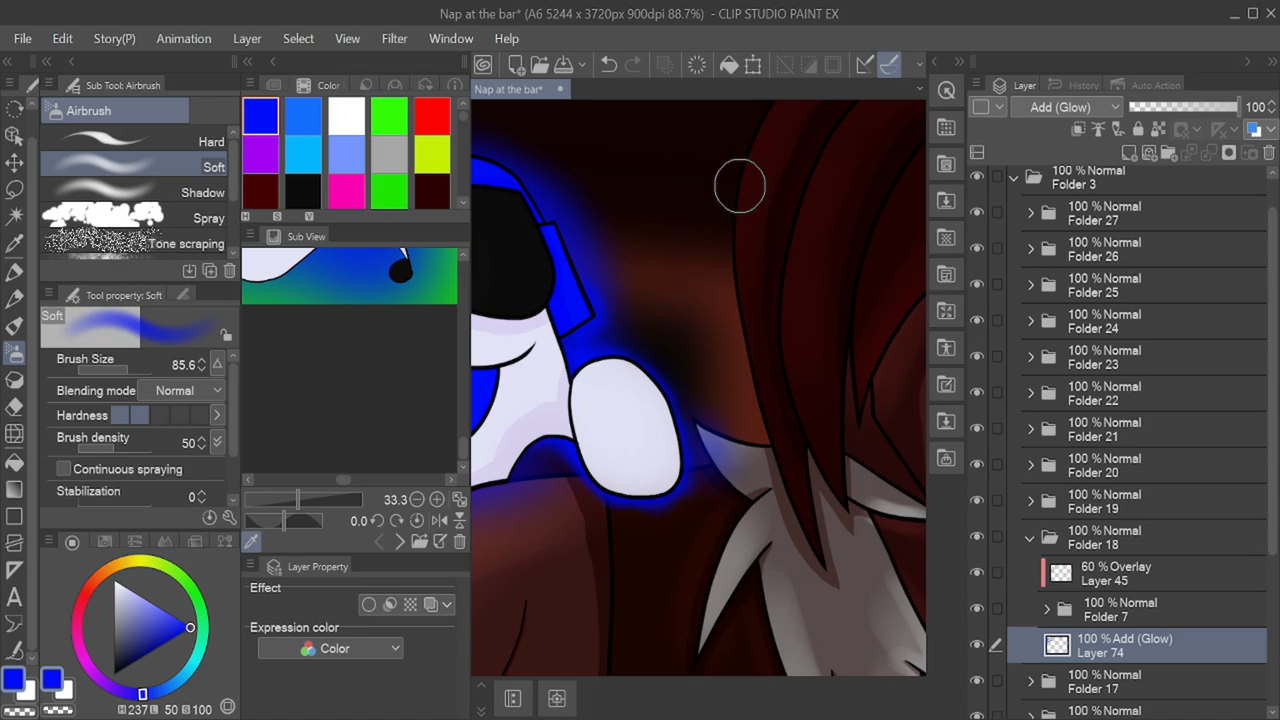 Nap at the bar* (A6 5244 x 3720px 900dpi 88.7%) - CLIP STUDIO PAINT EX
File Edit Story(P) Animation Layer Select View Filter Window Help
Sub Tool: Airbrush
Airbrush
Hard
Soft
Shadow
Spray
Tone scraping
Tool property: Soft
Soft
Brush Size 85.6
Blending mode Normal
Hardness
Brush density 50
Continuous spraying
Stabilization 0
H 237 L 50 S 100
Color
H S V
Sub View
33.3
0.0
Layer Property
Effect
Expression color
Color
Nap at the bar*
Layer History Auto Action
Add (Glow) 100
100 % Normal
Folder 3
100 % Normal
Folder 27
100 % Normal
Folder 26
100 % Normal
Folder 25
100 % Normal
Folder 24
100 % Normal
Folder 23
100 % Normal
Folder 22
100 % Normal
Folder 21
100 % Normal
Folder 20
100 % Normal
Folder 19
100 % Normal
Folder 18
60 % Overlay
Layer 45
100 % Normal
Folder 7
100 % Add (Glow)
Layer 74
100 % Normal
Folder 17
100 % Normal